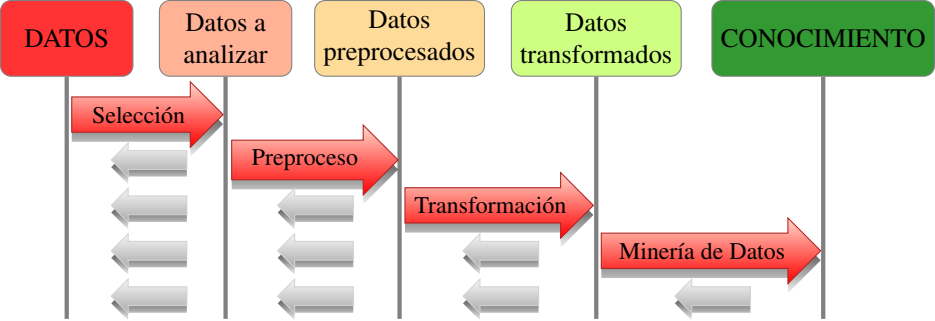 DATOS
Datos a
analizar
Datos
preprocesados
Datos
transformados
CONOCIMIENTO
Selección
Preproceso
Transformación
Minería de Datos